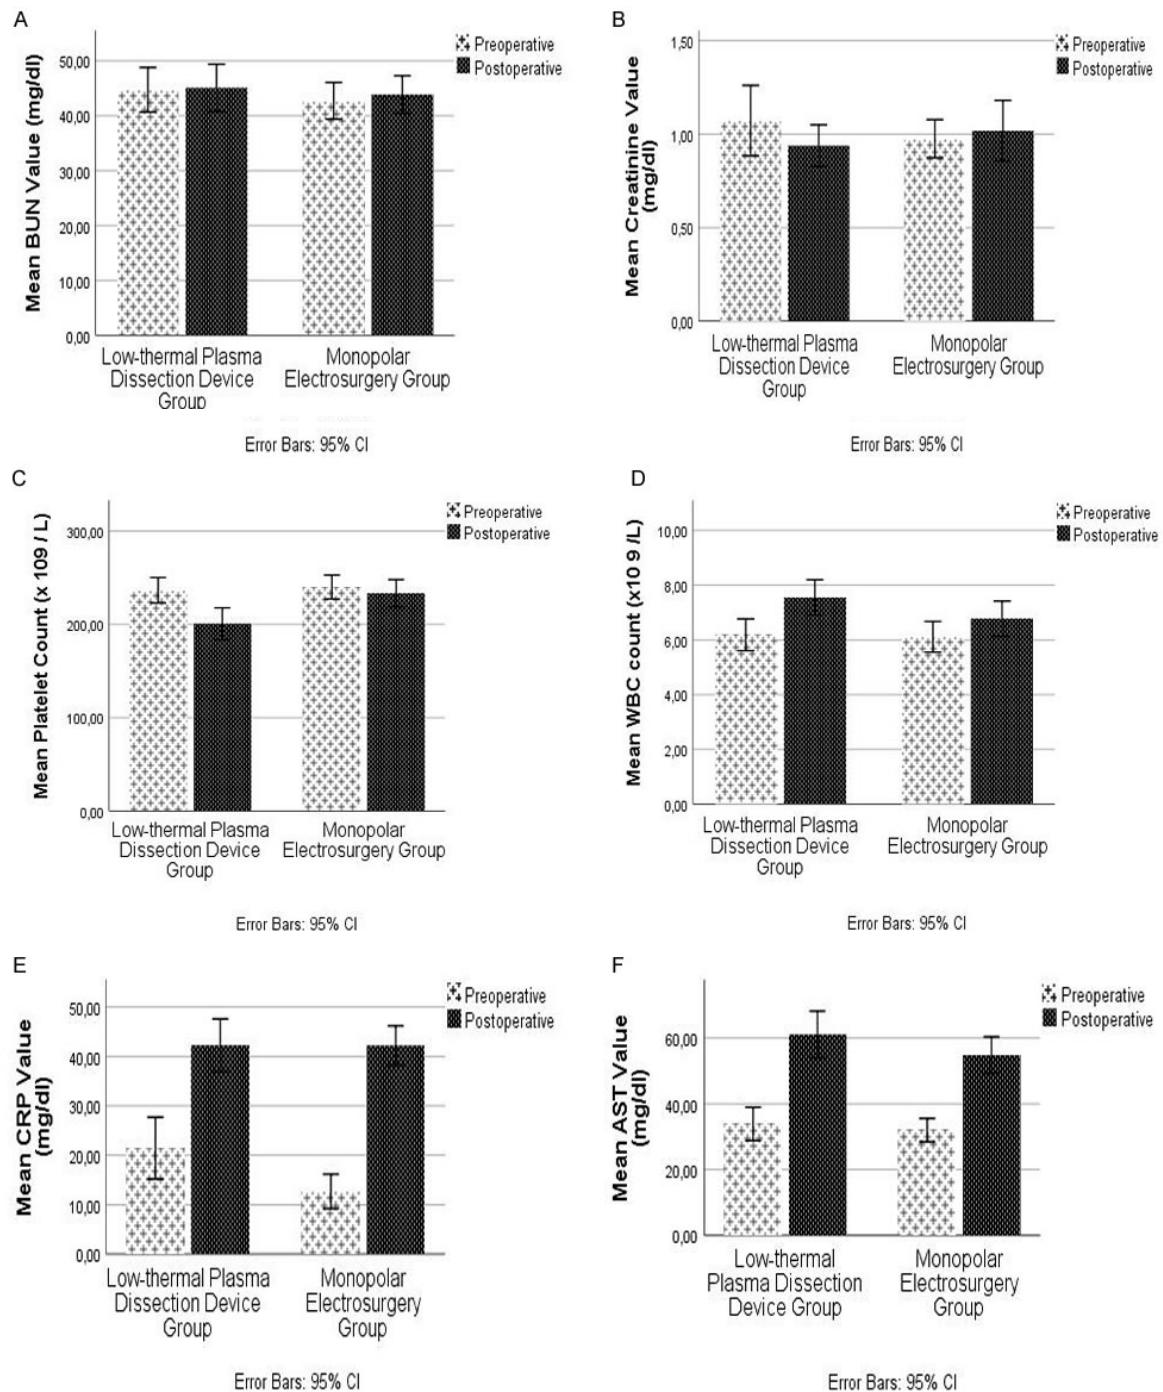 A
Mean BUN Value (mg/dl)
50,00
40,00
30,00
20,00
10,00
0,00
Preoperative
Postoperative
Low-thermal Plasma
Dissection Device
Group
Monopolar
Electrosurgery Group
Error Bars: 95% CI
B
Mean Creatinine Value
(mg/dl)
1,50
1,00
0,50
0,00
Preoperative
Postoperative
Low-thermal Plasma
Dissection Device
Group
Monopolar
Electrosurgery Group
Error Bars: 95% CI
C
Mean Platelet Count (x 109 / L)
300,00
200,00
100,00
0,00
Preoperative
Postoperative
Low-thermal Plasma
Dissection Device
Group
Monopolar
Electrosurgery Group
Error Bars: 95% CI
D
Mean WBC count (x10 9 /L)
10,00
8,00
6,00
4,00
2,00
0,00
Preoperative
Postoperative
Low-thermal Plasma
Dissection Device
Group
Monopolar
Electrosurgery Group
Error Bars: 95% CI
E
Mean CRP Value
(mg/dl)
50,00
40,00
30,00
20,00
10,00
0,00
Preoperative
Postoperative
Low-thermal Plasma
Dissection Device
Group
Monopolar
Electrosurgery
Group
Error Bars: 95% CI
F
Mean AST Value
(mg/dl)
60,00
40,00
20,00
0,00
Preoperative
Postoperative
Low-thermal
Plasma Dissection
Device Group
Monopolar
Electrosurgery
Group
Error Bars: 95% CI